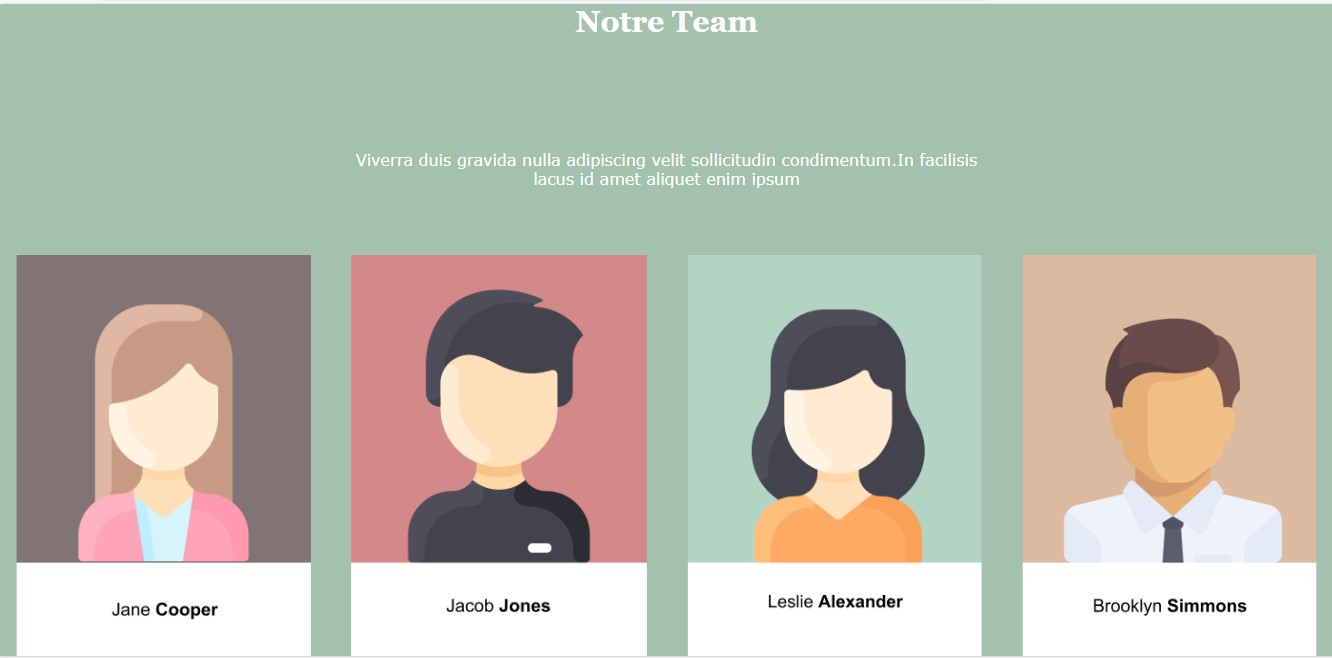 Notre Team
Viverra duis gravida nulla adipiscing velit sollicitudin condimentum.In facilisis
lacus id amet aliquet enim ipsum
Jane Cooper
Jacob Jones
Leslie Alexander
Brooklyn Simmons